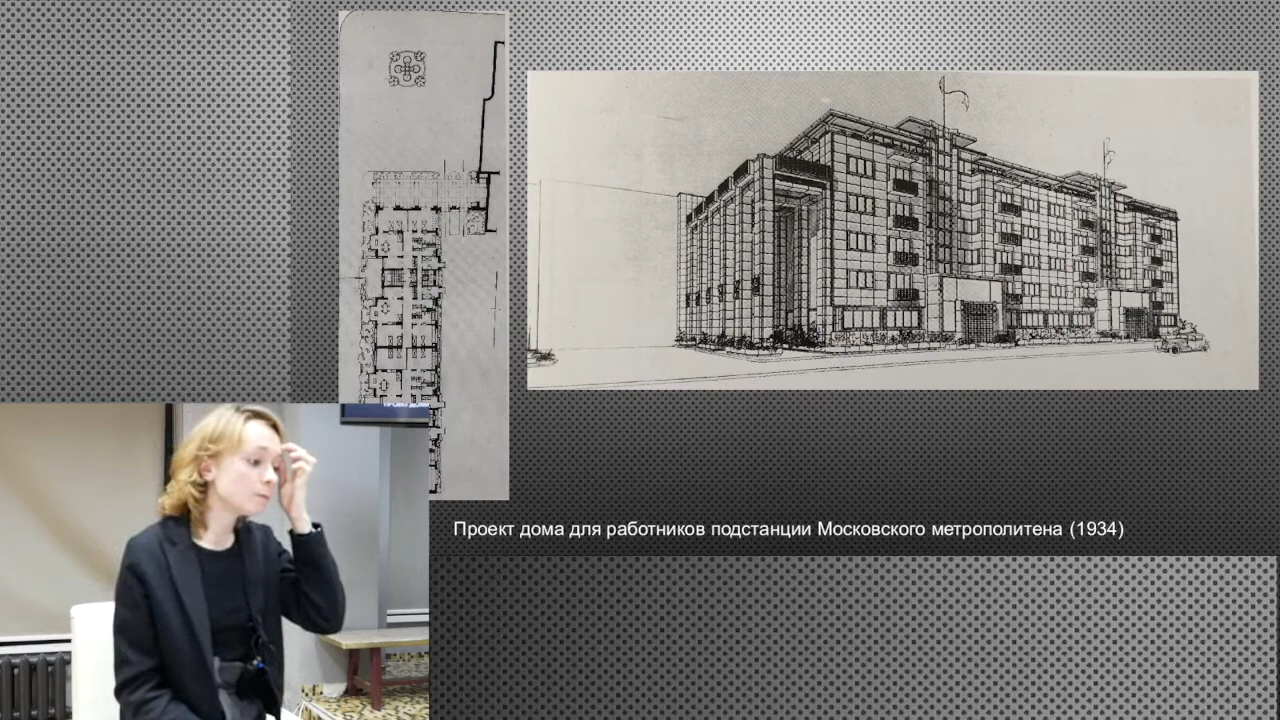 Проект дома для работников подстанции Московского метрополитена (1934)